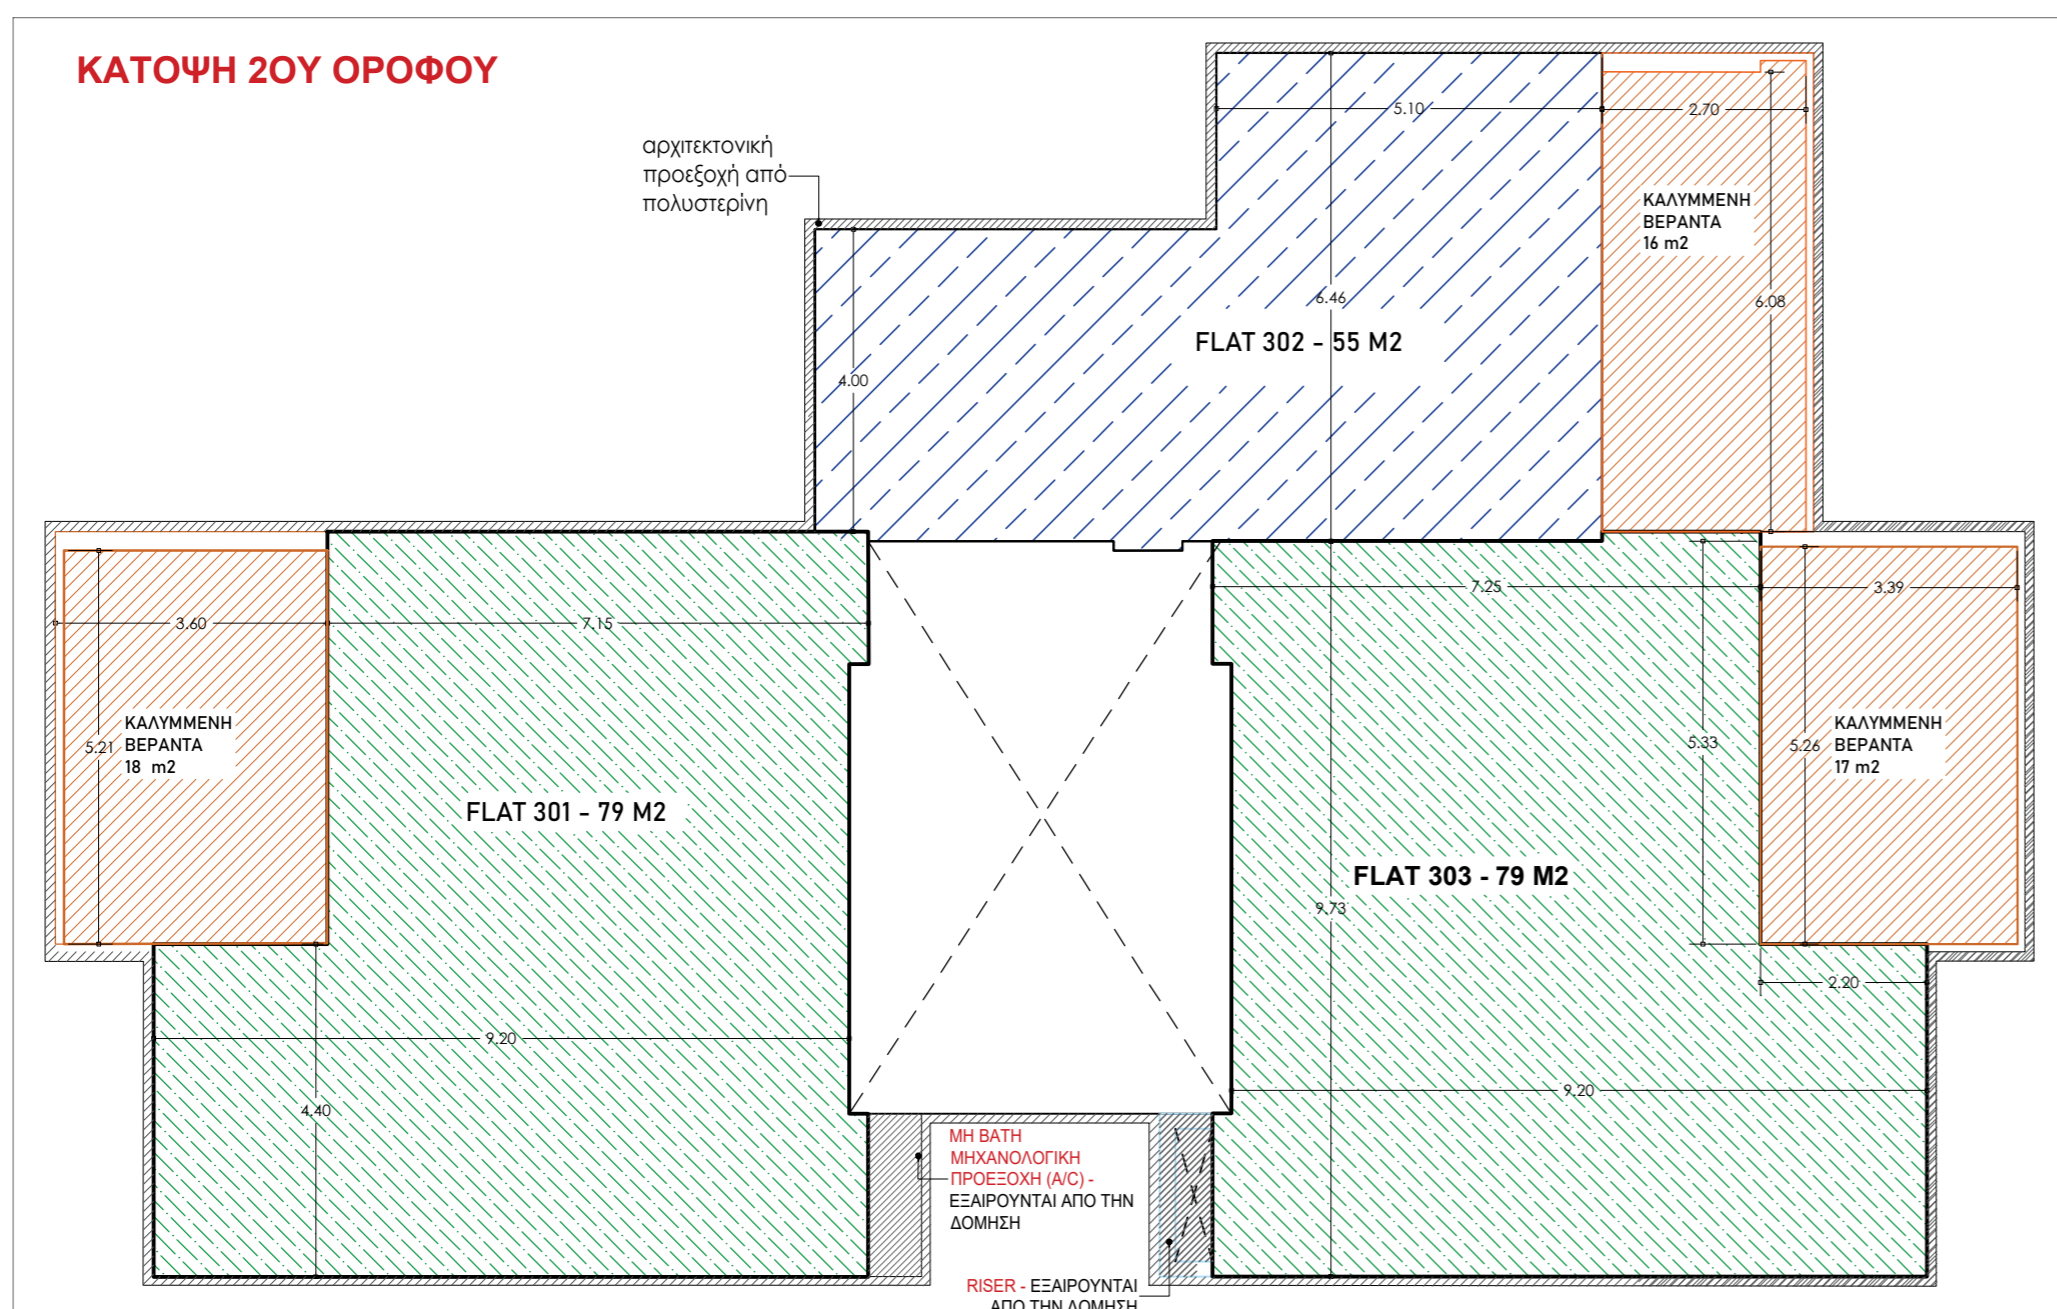 ΚΑΤΟΨΗ 2ΟΥ ΟΡΟΦΟΥ
αρχιτεκτονική
προεξοχή από
πολυστερίνη
5.10
2.70
ΚΑΛΥΜΜΕΝΗ
ΒΕΡΑΝΤΑ
16 m2
6.46
6.08
FLAT 302 - 55 M2
4.00
7.25
3.39
3.60
7.15
ΚΑΛΥΜΜΕΝΗ
ΒΕΡΑΝΤΑ
18 m2
5.21
5.33
5.26
ΚΑΛΥΜΜΕΝΗ
ΒΕΡΑΝΤΑ
17 m2
FLAT 301 - 79 M2
FLAT 303 - 79 M2
9.73
2.20
9.20
9.20
4.40
ΜΗ ΒΑΤΗ
ΜΗΧΑΝΟΛΟΓΙΚΗ
ΠΡΟΕΞΟΧΗ (A/C) -
ΕΞΑΙΡΟΥΝΤΑΙ ΑΠΟ ΤΗΝ
ΔΟΜΗΣΗ
RISER - ΕΞΑΙΡΟΥΝΤΑΙ
ΑΠΟ ΤΗΝ ΔΟΜΗΣΗ